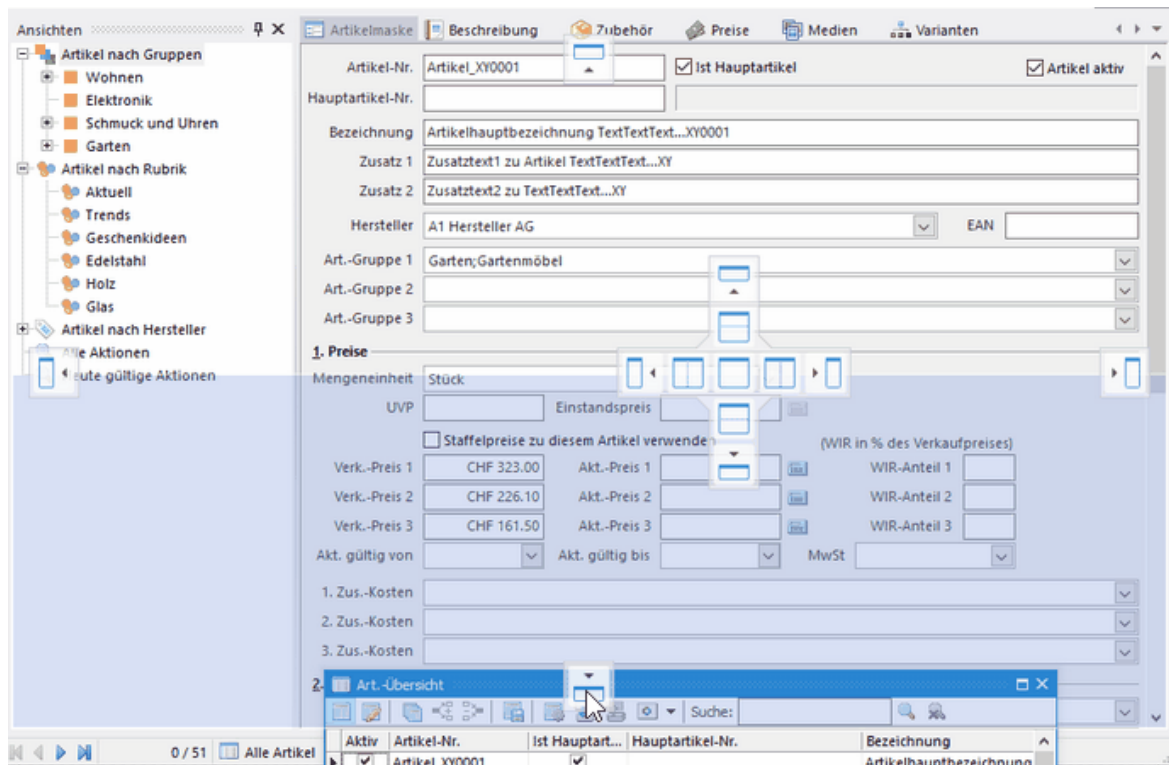 Ansichten
Artikelmaske Beschreibung Zubehör Preise Medien Varianten
Artikel nach Gruppen
Wohnen
Elektronik
Schmuck und Uhren
Garten
Artikel nach Rubrik
Aktuell
Trends
Geschenkideen
Edelstahl
Holz
Glas
Artikel nach Hersteller
Aktionen
gültige Aktionen
Artikel-Nr. Artikel_XY0001 Ist Hauptartikel Artikel aktiv
Hauptartikel-Nr.
Bezeichnung Artikelhauptbezeichnung TextTextText...XY0001
Zusatz 1 Zusatztext1 zu Artikel TextTextText...XY
Zusatz 2 Zusatztext2 zu TextTextText...XY
Hersteller A1 Hersteller AG EAN
Art.-Gruppe 1 Garten;Gartenmöbel
Art.-Gruppe 2
Art.-Gruppe 3
1. Preise
Mengeneinheit Stück
UVP Einstandspreis
Staffelpreise zu diesem Artikel verwenden (WIR in % des Verkaufpreises)
Verk.-Preis 1 CHF 323.00 Akt.-Preis 1 WIR-Anteil 1
Verk.-Preis 2 CHF 226.10 Akt.-Preis 2 WIR-Anteil 2
Verk.-Preis 3 CHF 161.50 Akt.-Preis 3 WIR-Anteil 3
Akt. gültig von Akt. gültig bis MwSt
1. Zus.-Kosten
2. Zus.-Kosten
3. Zus.-Kosten
2.
Art.-Übersicht
Suche:
Aktiv Artikel-Nr. Ist Hauptart... Hauptartikel-Nr. Bezeichnung
Artikel_XY0001 Artikelhauptbezeichnung
0 / 51 Alle Artikel